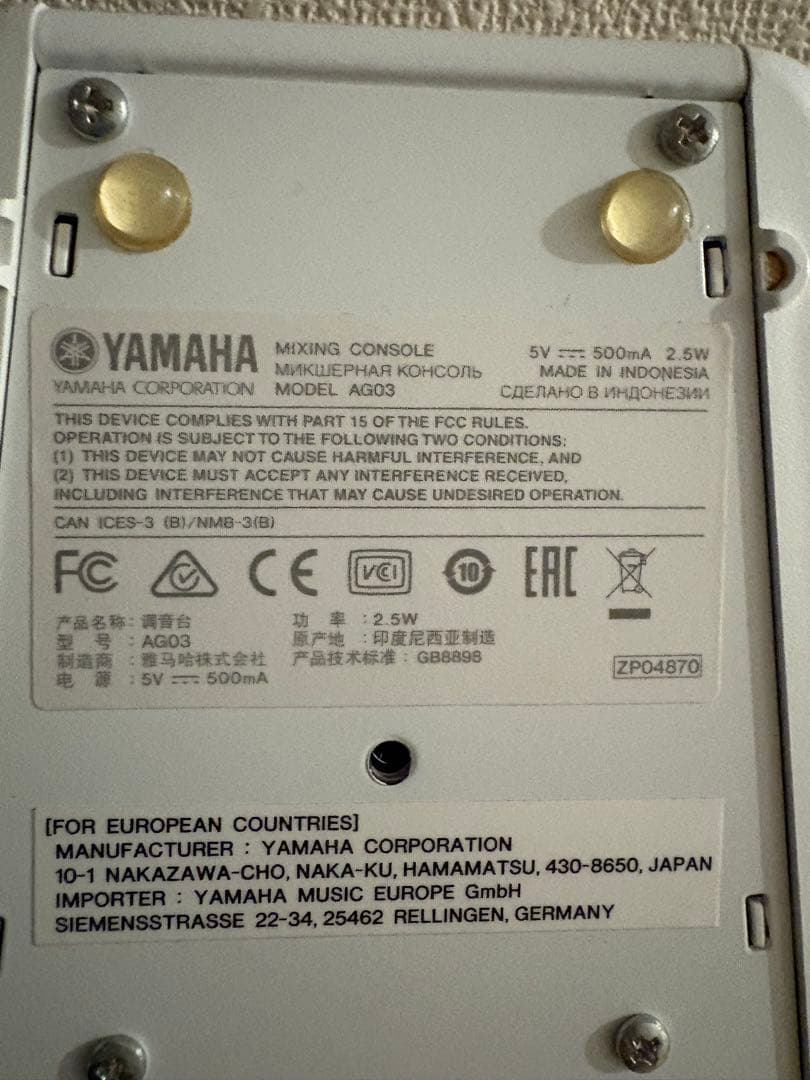 YAMAHA
YAMAHA CORPORATION
MIXING CONSOLE
МИКШЕРНАЯ КОНСОЛЬ
MODEL AG03
5V ⎓ 500mA 2.5W
MADE IN INDONESIA
СДЕЛАНО В ИНДОНЕЗИИ
THIS DEVICE COMPLIES WITH PART 15 OF THE FCC RULES.
OPERATION IS SUBJECT TO THE FOLLOWING TWO CONDITIONS:
(1) THIS DEVICE MAY NOT CAUSE HARMFUL INTERFERENCE, AND
(2) THIS DEVICE MUST ACCEPT ANY INTERFERENCE RECEIVED,
INCLUDING INTERFERENCE THAT MAY CAUSE UNDESIRED OPERATION.
CAN ICES-3 (B)/NMB-3(B)
FC CE VCI 10 EAC
产品名称: 调音台
型 号 : AG03
制造商 : 雅马哈株式会社
电 源 : 5V ⎓ 500mA
功 率 : 2.5W
原产地 : 印度尼西亚制造
产品技术标准 : GB8898
ZP04870
[FOR EUROPEAN COUNTRIES]
MANUFACTURER : YAMAHA CORPORATION
10-1 NAKAZAWA-CHO, NAKA-KU, HAMAMATSU, 430-8650, JAPAN
IMPORTER : YAMAHA MUSIC EUROPE GmbH
SIEMENSSTRASSE 22-34, 25462 RELLINGEN, GERMANY